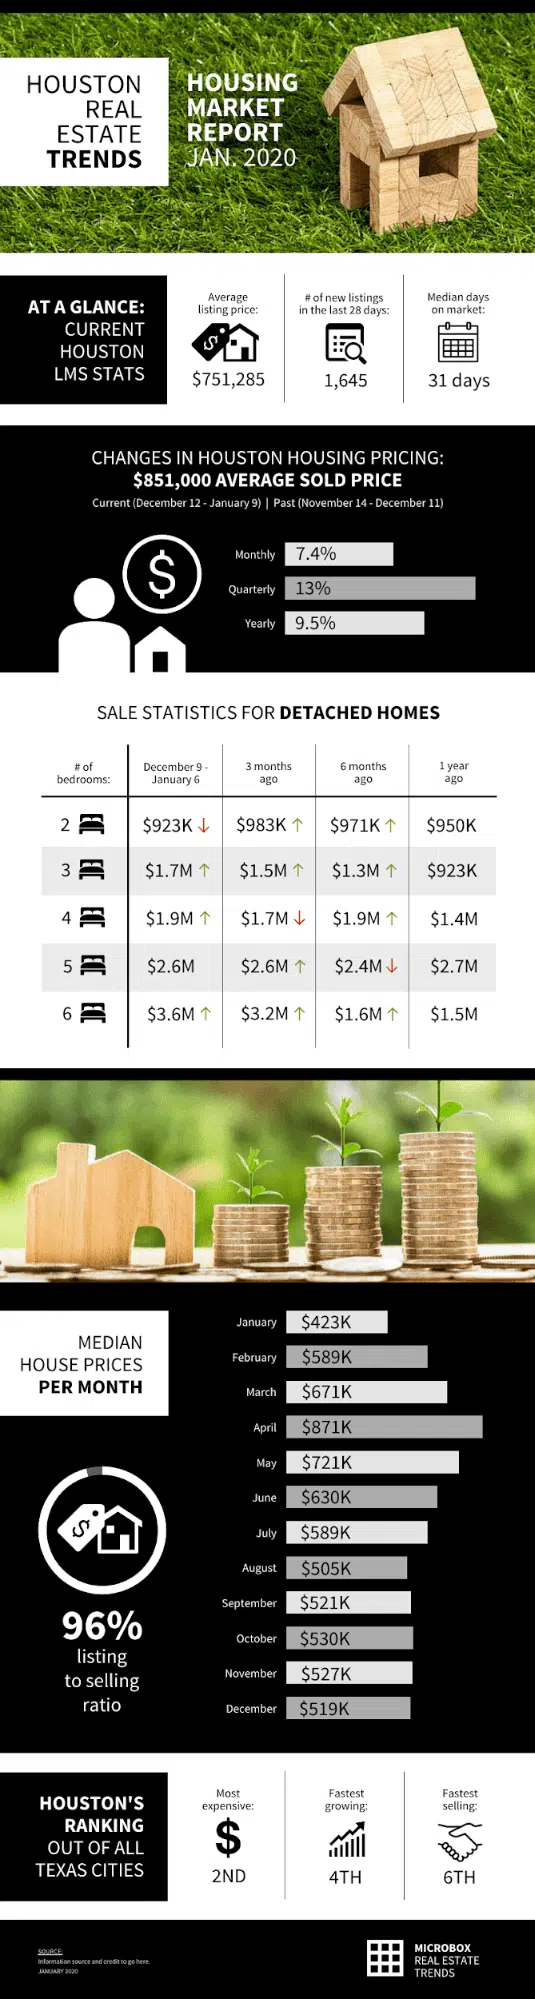 HOUSTON
REAL
ESTATE
TRENDS
HOUSING
MARKET
REPORT
JAN. 2020
AT A GLANCE:
CURRENT
HOUSTON
LMS STATS
Average
listing price:
$751,285
# of new listings
in the last 28 days:
1,645
Median days
on market:
31 days
CHANGES IN HOUSTON HOUSING PRICING:
$851,000 AVERAGE SOLD PRICE
Current (December 12 - January 9) | Past (November 14 - December 11)
$
Monthly 7.4%
Quarterly 13%
Yearly 9.5%
SALE STATISTICS FOR DETACHED HOMES
# of
bedrooms:
December 9 -
January 6
3 months
ago
6 months
ago
1 year
ago
2 $923K ↓ $983K ↑ $971K ↑ $950K
3 $1.7M ↑ $1.5M ↑ $1.3M ↑ $923K
4 $1.9M ↑ $1.7M ↓ $1.9M ↑ $1.4M
5 $2.6M $2.6M ↑ $2.4M ↓ $2.7M
6 $3.6M ↑ $3.2M ↑ $1.6M ↑ $1.5M
MEDIAN
HOUSE PRICES
PER MONTH
$
96%
listing
to selling
ratio
January $423K
February $589K
March $671K
April $871K
May $721K
June $630K
July $589K
August $505K
September $521K
October $530K
November $527K
December $519K
HOUSTON'S
RANKING
OUT OF ALL
TEXAS CITIES
Most
expensive:
$
2ND
Fastest
growing:
4TH
Fastest
selling:
6TH
SOURCE:
Information source and credit to go here.
JANUARY 2020
MICROBOX
REAL ESTATE
TRENDS